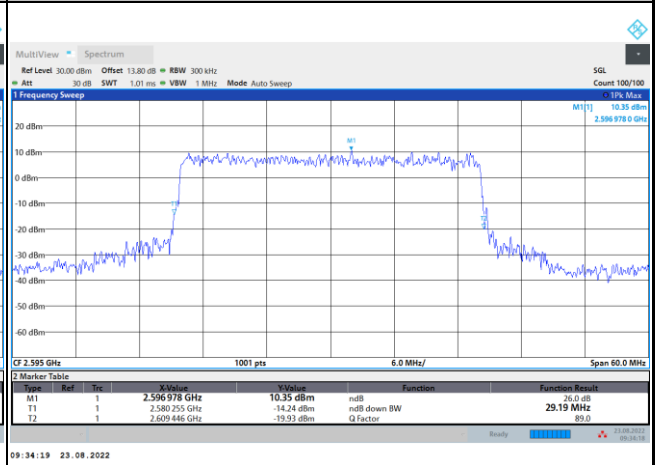 MultiView Spectrum
Ref Level 30.00 dBm Offset 13.80 dB RBW 300 kHz SGL
Att 30 dB SWT 1.01 ms VBW 1 MHz Mode Auto Sweep Count 100/100
1 Frequency Sweep 1Pk Max
M1[1] 10.35 dBm
2.596 978 0 GHz
20 dBm
M1
10 dBm
0 dBm
-10 dBm
-20 dBm
-30 dBm
-40 dBm
-50 dBm
-60 dBm
CF 2.595 GHz 1001 pts 6.0 MHz/ Span 60.0 MHz
2 Marker Table
Type Ref Trc X-Value Y-Value Function Function Result
M1 1 2.596 978 GHz 10.35 dBm ndB 26.0 dB
T1 1 2.580 255 GHz -14.24 dBm ndB down BW 29.19 MHz
T2 1 2.609 446 GHz -19.93 dBm Q Factor 89.0
Ready 23.08.2022
09:34:18
09:34:19 23.08.2022